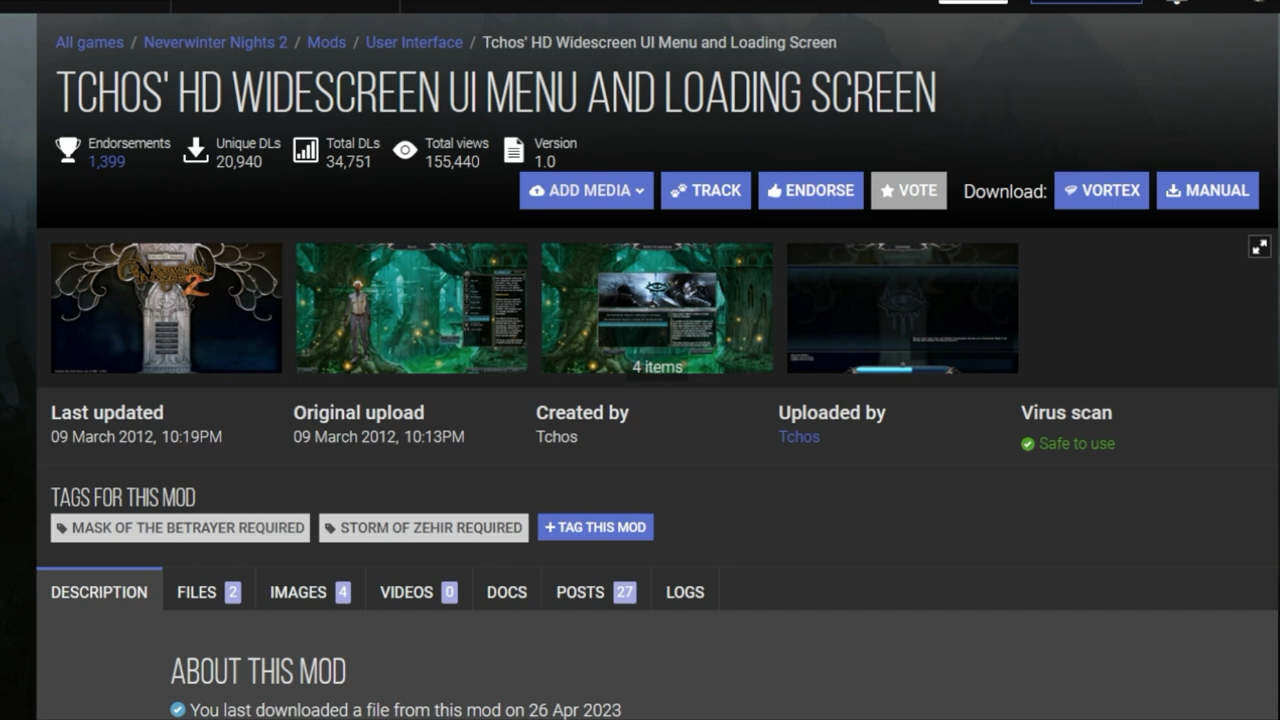 All games / Neverwinter Nights 2 / Mods / User Interface / Tchos' HD Widescreen UI Menu and Loading Screen
TCHOS' HD WIDESCREEN UI MENU AND LOADING SCREEN
Endorsements
1,399
Unique DLs
20,940
Total DLs
34,751
Total views
155,440
Version
1.0
ADD MEDIA
TRACK
ENDORSE
VOTE
Download:
VORTEX
MANUAL
4 items
Last updated
09 March 2012, 10:19PM
Original upload
09 March 2012, 10:13PM
Created by
Tchos
Uploaded by
Tchos
Virus scan
Safe to use
TAGS FOR THIS MOD
MASK OF THE BETRAYER REQUIRED
STORM OF ZEHIR REQUIRED
+ TAG THIS MOD
DESCRIPTION
FILES 2
IMAGES 4
VIDEOS 0
DOCS
POSTS 27
LOGS
ABOUT THIS MOD
You last downloaded a file from this mod on 26 Apr 2023